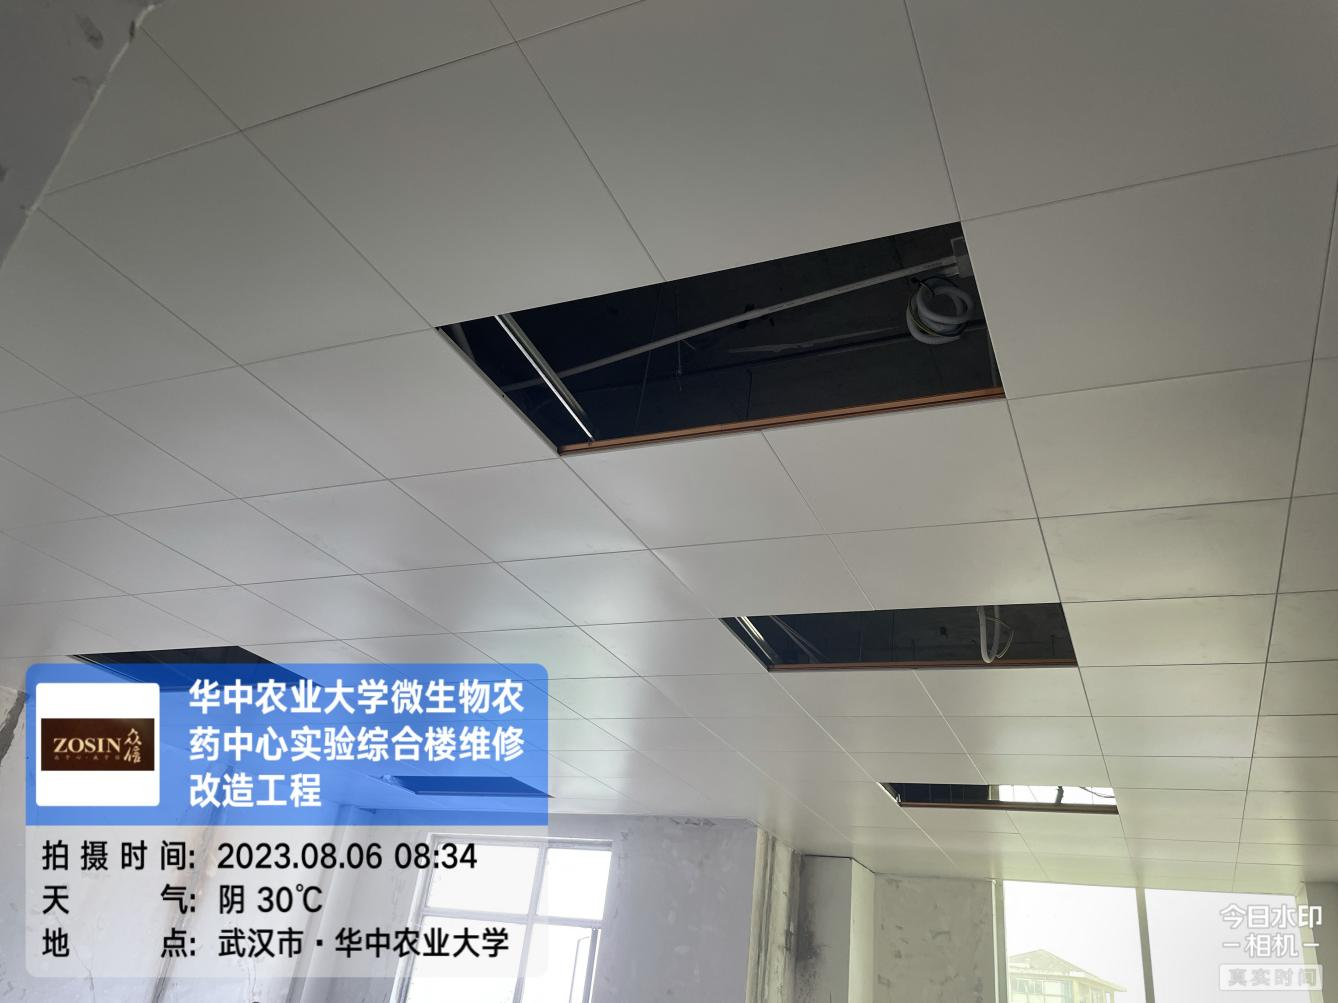 华中农业大学微生物农
药中心实验综合楼维修
改造工程
ZOSIN众信
拍摄时间: 2023.08.06 08:34
天气: 阴 30℃
地点: 武汉市·华中农业大学
今日水印
-相机-
真实时间